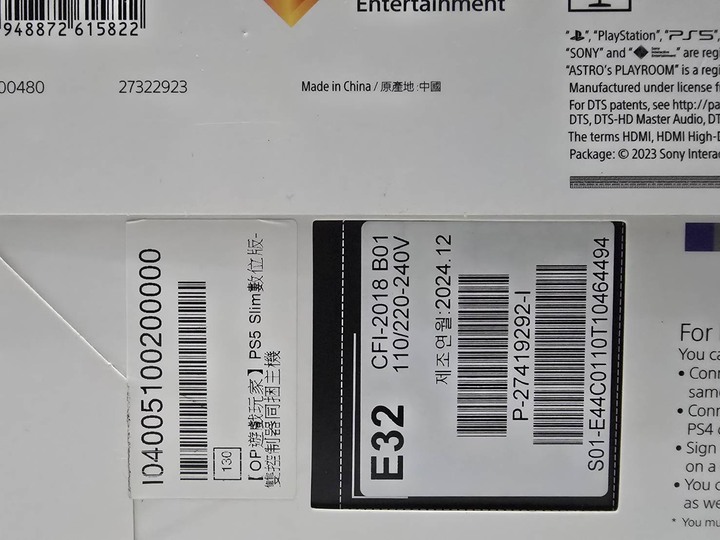 948872 615822
Entertainment
00480
27322923
Made in China / 原產地:中國
"PlayStation", "PS5",
"SONY" and " " are regi
"ASTRO's PLAYROOM" is a regi
Manufactured under license f
For DTS patents, see http://pa
DTS, DTS-HD Master Audio, DT
The terms HDMI, HDMI High-D
Package: © 2023 Sony Interac
I04005100200000
130
【OP遊戲玩家】PS5 Slim數位版-
雙控制器同捆主機
E32
CFI-2018 B01
110/220-240V
제조연월:2024.12
P-27419292-I
S01-E44C0110T10464494
For
You ca
• Conn
same
• Conn
PS4 c
• Sign
on a
• You c
as we
* You mu